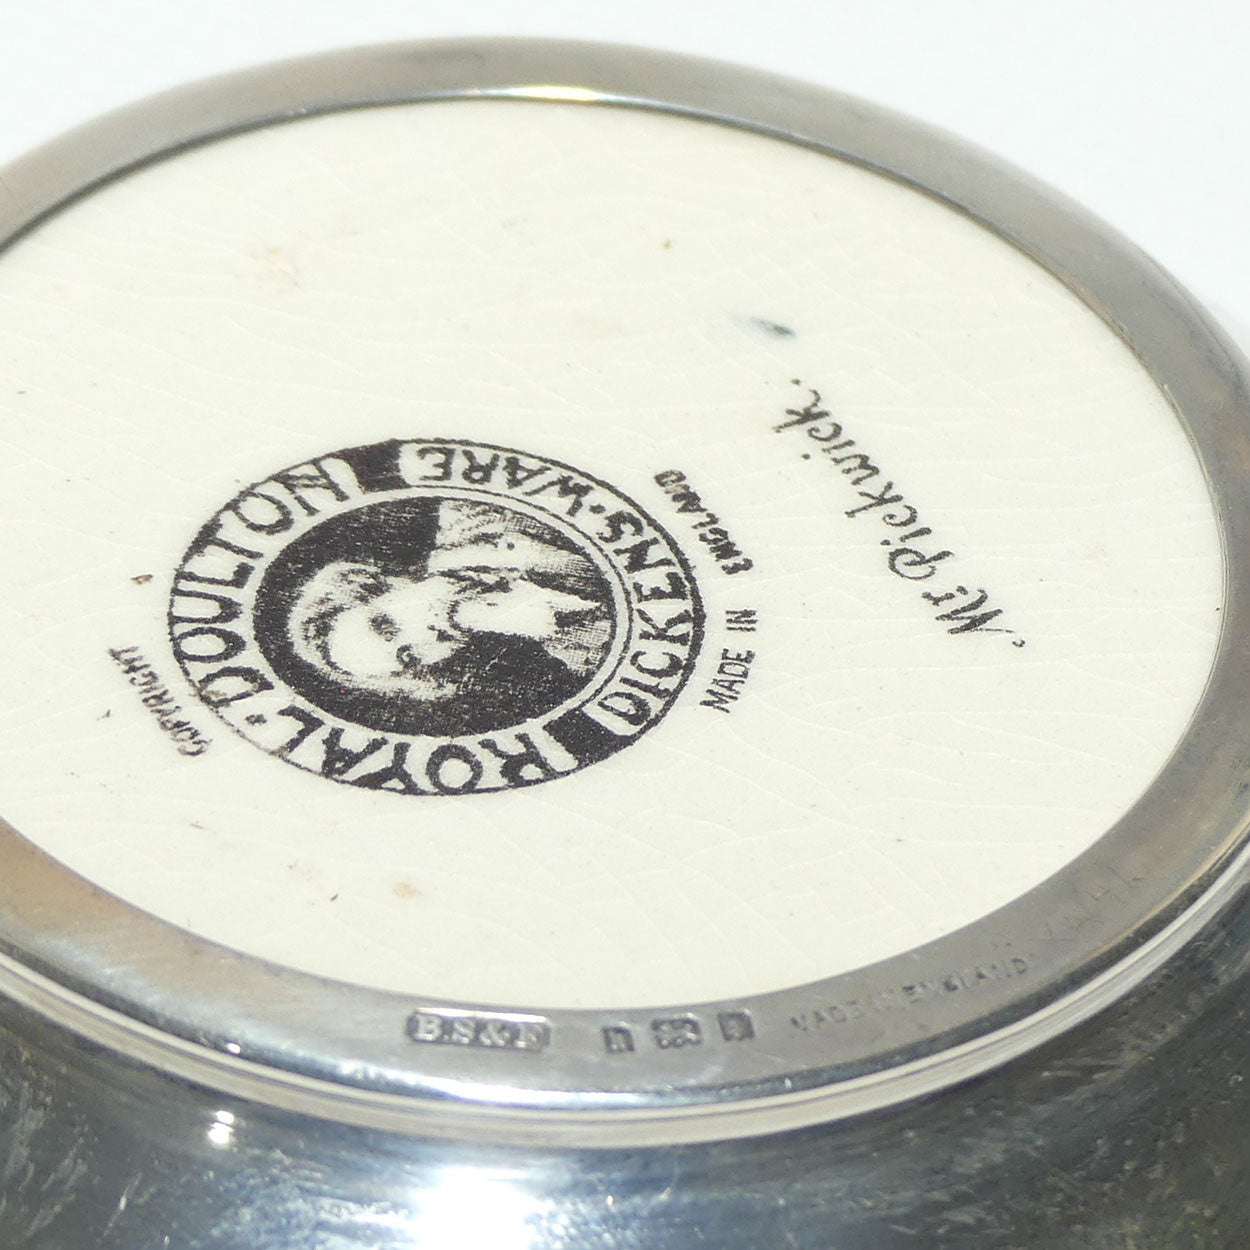 ROYAL·DOULTON
DICKENS·WARE
COPYRIGHT
MADE IN ENGLAND
Mr Pickwick.
B.S&F
MADE IN ENGLAND